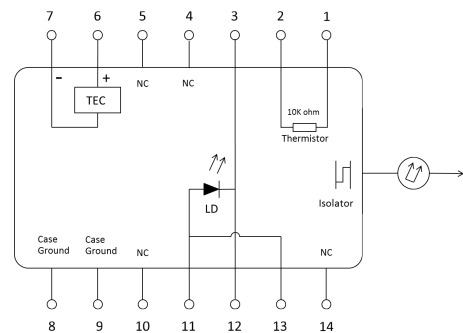 7 6 5 4 3 2 1
- + NC NC
TEC
10K ohm
Thermistor
LD
Isolator
Case Ground
Case Ground
NC
NC
8 9 10 11 12 13 14